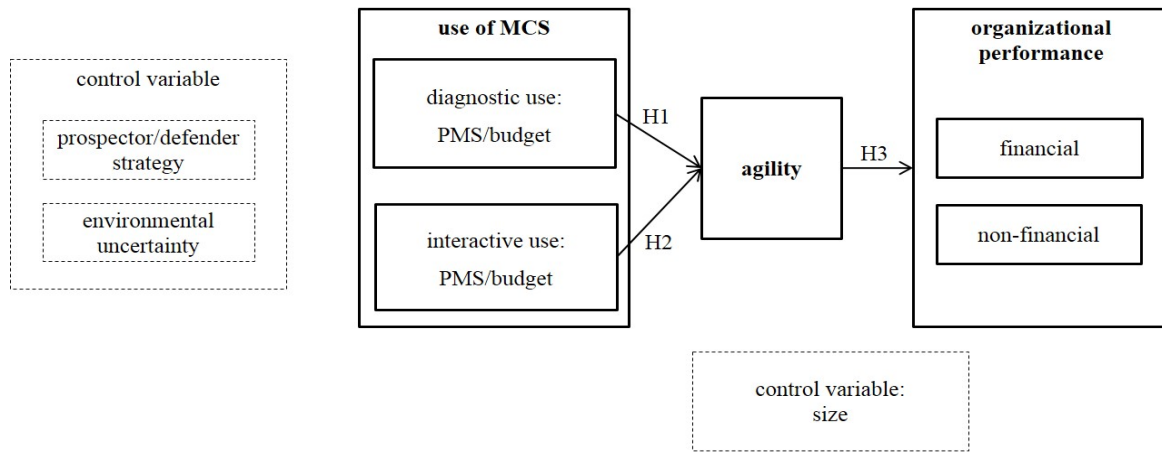 control variable
prospector/defender
strategy
environmental
uncertainty
use of MCS
diagnostic use:
PMS/budget
interactive use:
PMS/budget
H1
H2
agility
H3
organizational
performance
financial
non-financial
control variable:
size